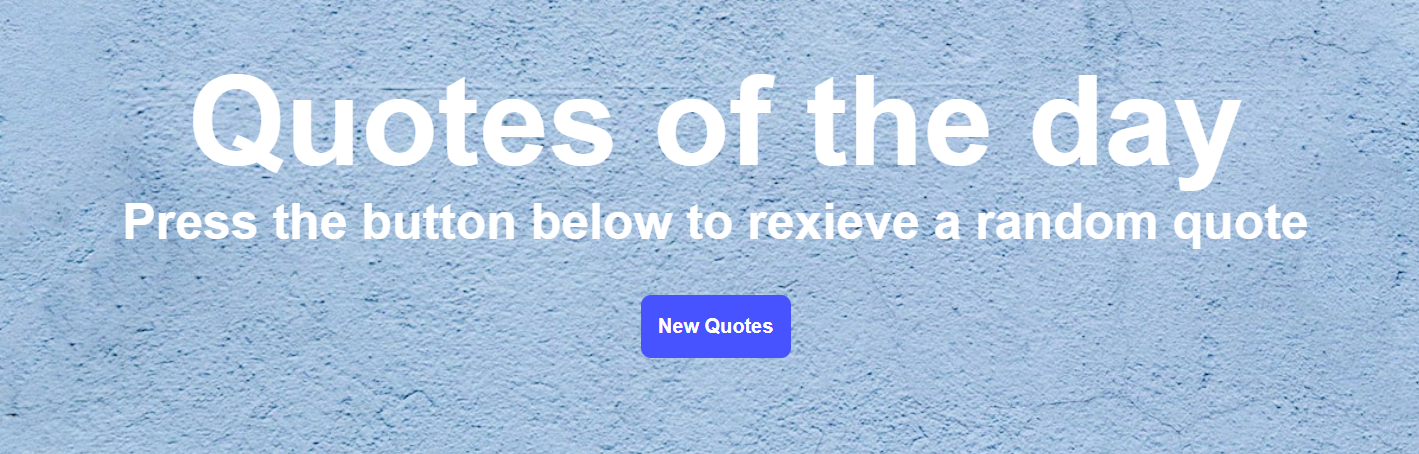 Quotes of the day
Press the button below to rexieve a random quote
New Quotes